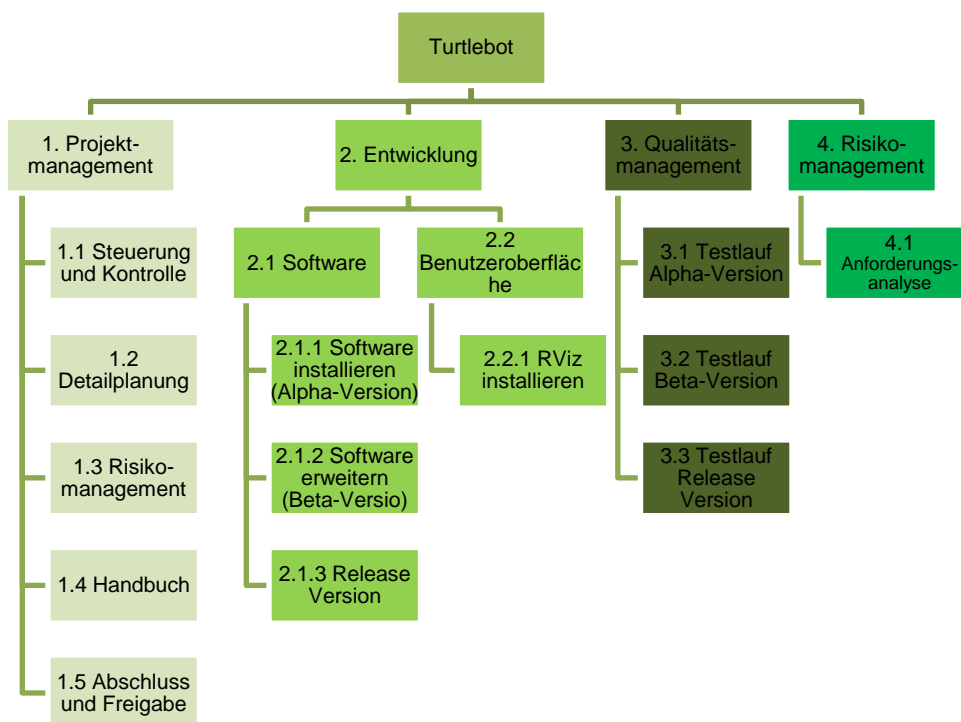 Turtlebot
1. Projekt-
management
2. Entwicklung
3. Qualitäts-
management
4. Risiko-
management
1.1 Steuerung
und Kontrolle
1.2
Detailplanung
1.3 Risiko-
management
1.4 Handbuch
1.5 Abschluss
und Freigabe
2.1 Software
2.1.1 Software
installieren
(Alpha-Version)
2.1.2 Software
erweitern
(Beta-Versio)
2.1.3 Release
Version
2.2
Benutzeroberflä
che
2.2.1 RViz
installieren
3.1 Testlauf
Alpha-Version
3.2 Testlauf
Beta-Version
3.3 Testlauf
Release
Version
4.1
Anforderungs-
analyse